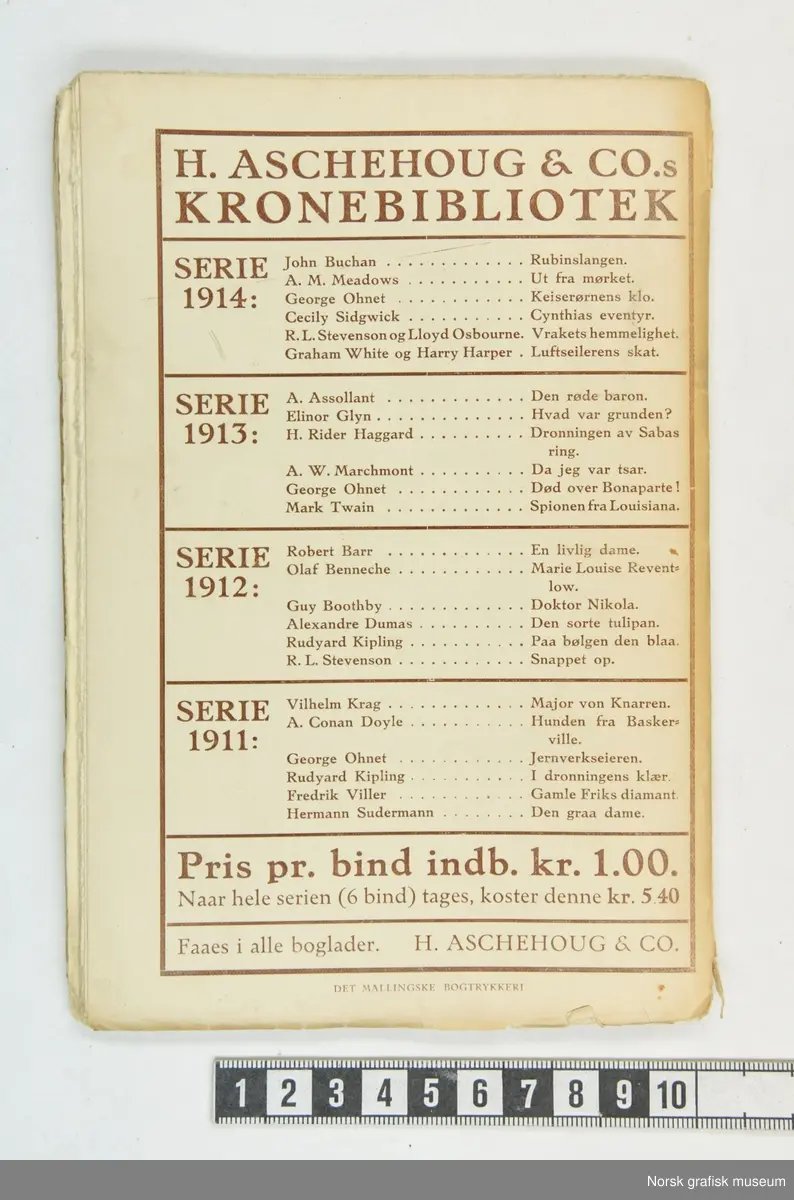 H. ASCHEHOUG & CO.s
KRONEBIBLIOTEK
SERIE
1914:
John Buchan . . . . . . . . . . . . . Rubinslangen.
A. M. Meadows . . . . . . . . . . . Ut fra mørket.
George Ohnet . . . . . . . . . . . . Keiserørnens klo.
Cecily Sidgwick . . . . . . . . . . . Cynthias eventyr.
R. L. Stevenson og Lloyd Osbourne. Vrakets hemmelighet.
Graham White og Harry Harper . Luftseilerens skat.
SERIE
1913:
A. Assollant . . . . . . . . . . . . . Den røde baron.
Elinor Glyn . . . . . . . . . . . . . . Hvad var grunden?
H. Rider Haggard . . . . . . . . . . Dronningen av Sabas
ring.
A. W. Marchmont . . . . . . . . . . Da jeg var tsar.
George Ohnet . . . . . . . . . . . . Død over Bonaparte!
Mark Twain . . . . . . . . . . . . . Spionen fra Louisiana.
SERIE
1912:
Robert Barr . . . . . . . . . . . . . En livlig dame.
Olaf Benneche . . . . . . . . . . . . Marie Louise Revent=
low.
Guy Boothby . . . . . . . . . . . . . Doktor Nikola.
Alexandre Dumas . . . . . . . . . . Den sorte tulipan.
Rudyard Kipling . . . . . . . . . . . Paa bølgen den blaa.
R. L. Stevenson . . . . . . . . . . . . Snappet op.
SERIE
1911:
Vilhelm Krag . . . . . . . . . . . . . Major von Knarren.
A. Conan Doyle . . . . . . . . . . . Hunden fra Basker=
ville.
George Ohnet . . . . . . . . . . . . Jernverkseieren.
Rudyard Kipling . . . . . . . . . . . I dronningens klær.
Fredrik Viller . . . . . . . . . . . . Gamle Friks diamant.
Hermann Sudermann . . . . . . . . Den graa dame.
Pris pr. bind indb. kr. 1.00.
Naar hele serien (6 bind) tages, koster denne kr. 5.40
Faaes i alle boglader. H. ASCHEHOUG & CO.
DET MALLINGSKE BOGTRYKKERI
1 2 3 4 5 6 7 8 9 10
Norsk grafisk museum